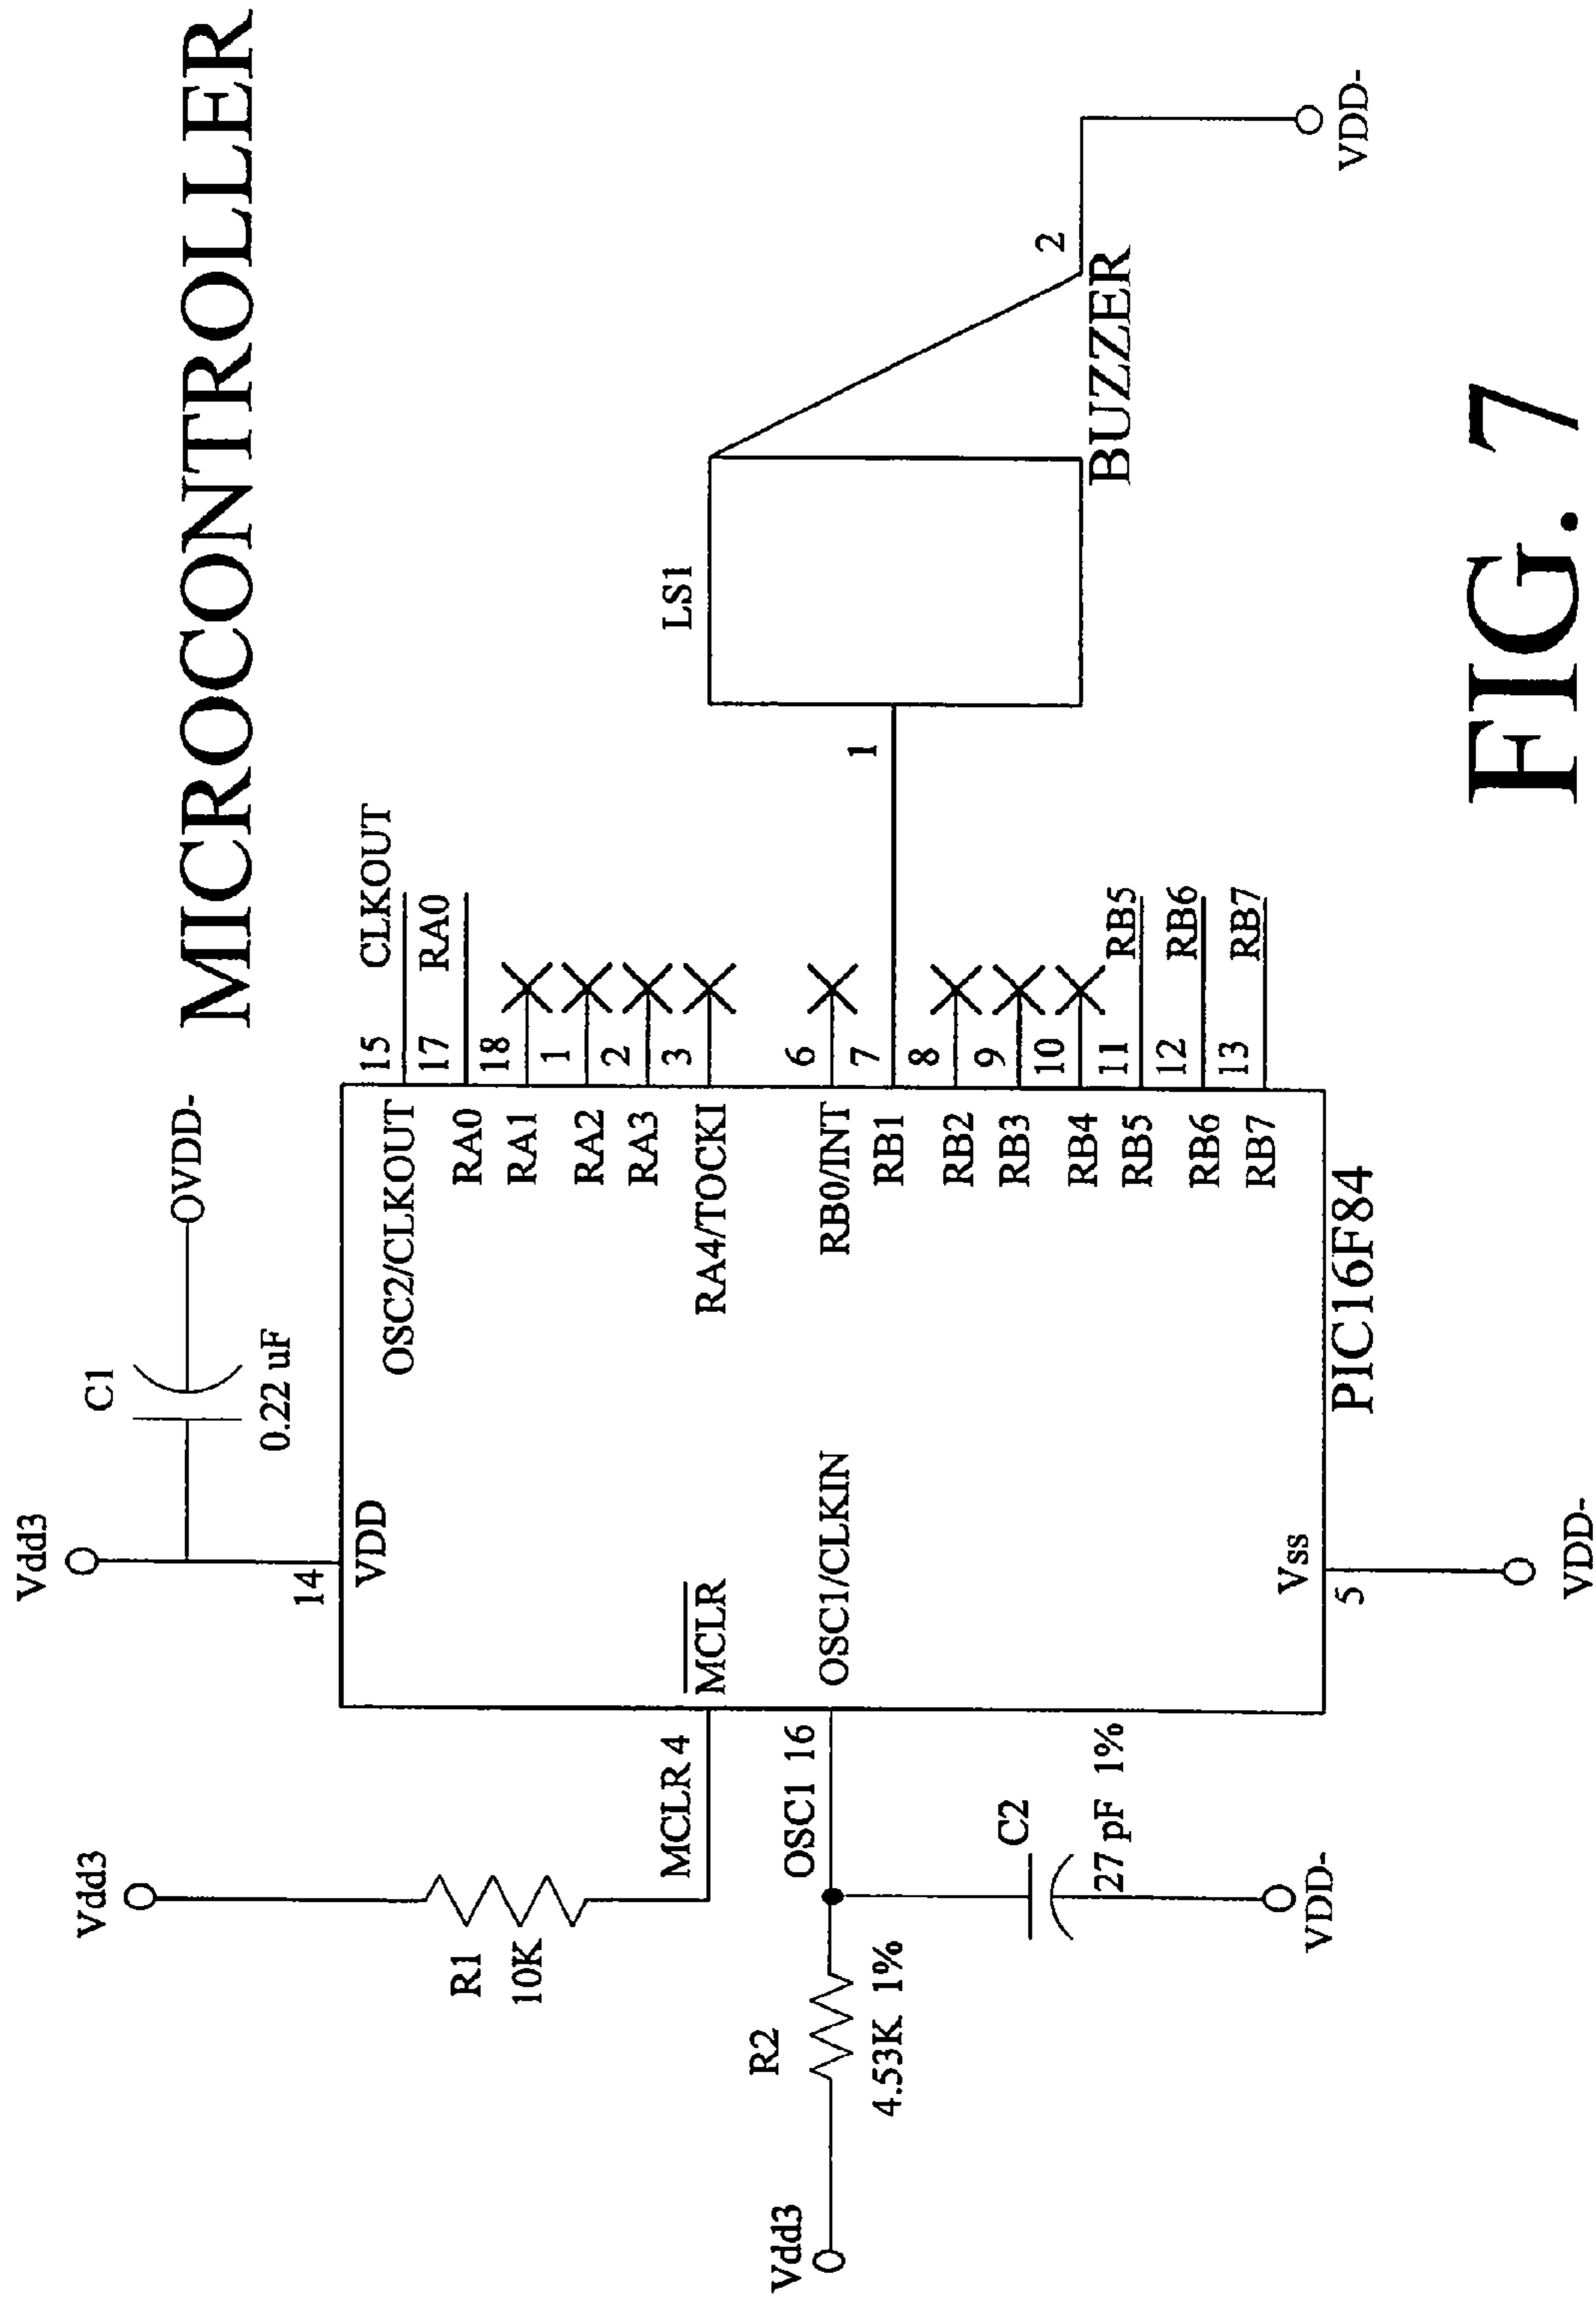 MICROCONTROLLER
Vdd3
C1
OVDD-
0.22 uF
14
VDD
Vdd3
R1
10K
MCLR 4
MCLR
OSC1 16
OSC1/CLKIN
R2
4.53K 1%
Vdd3
C2
27 pF 1%
VDD-
Vss
5
VDD-
PIC16F84
OSC2/CLKOUT
15
CLKOUT
RA0
17
RA0
RA1
18
RA2
1
RA3
2
RA4/TOCKI
3
RB0/INT
6
RB1
7
RB2
8
RB3
9
RB4
10
RB5
11
RB5
RB6
12
RB6
RB7
13
RB7
1
LS1
2
BUZZER
VDD-
FIG. 7